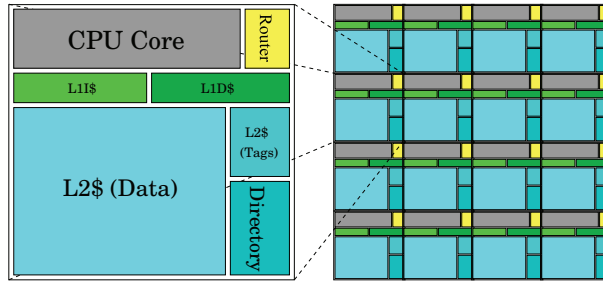 CPU Core
Router
L1I$
L1D$
L2$ (Data)
L2$
(Tags)
Directory